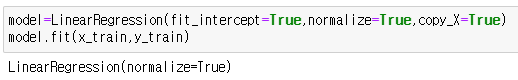 model=LinearRegression(fit_intercept=True,normalize=True,copy_X=True)
model.fit(x_train,y_train)
LinearRegression(normalize=True)